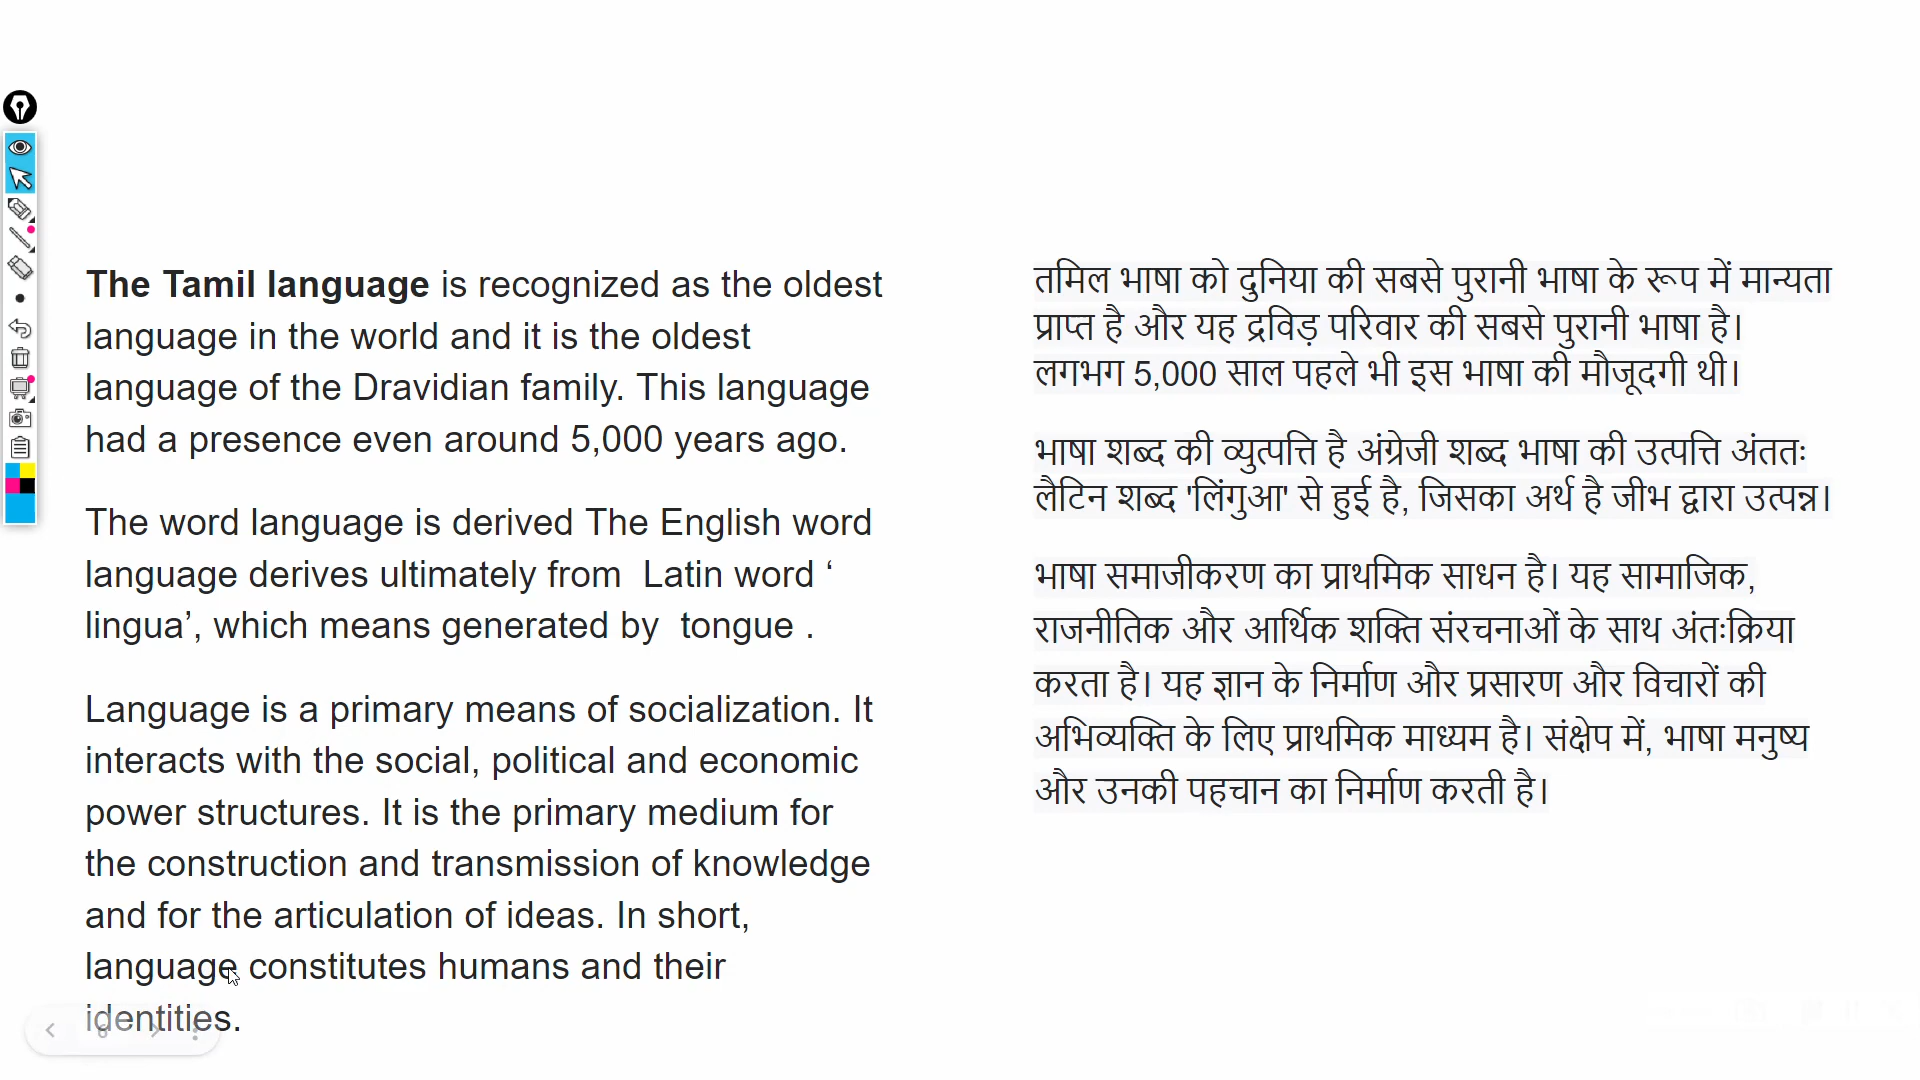 The Tamil language is recognized as the oldest
language in the world and it is the oldest
language of the Dravidian family. This language
had a presence even around 5,000 years ago.
The word language is derived The English word
language derives ultimately from  Latin word ‘
lingua’, which means generated by  tongue .
Language is a primary means of socialization. It
interacts with the social, political and economic
power structures. It is the primary medium for
the construction and transmission of knowledge
and for the articulation of ideas. In short,
language constitutes humans and their
identities.
6
तमिल भाषा को दुनिया की सबसे पुरानी भाषा के रूप में मान्यता
प्राप्त है और यह द्रविड़ परिवार की सबसे पुरानी भाषा है।
लगभग 5,000 साल पहले भी इस भाषा की मौजूदगी थी।
भाषा शब्द की व्युत्पत्ति है अंग्रेजी शब्द भाषा की उत्पत्ति अंततः
लैटिन शब्द 'लिंगुआ' से हुई है, जिसका अर्थ है जीभ द्वारा उत्पन्न।
भाषा समाजीकरण का प्राथमिक साधन है। यह सामाजिक,
राजनीतिक और आर्थिक शक्ति संरचनाओं के साथ अंतःक्रिया
करता है। यह ज्ञान के निर्माण और प्रसारण और विचारों की
अभिव्यक्ति के लिए प्राथमिक माध्यम है। संक्षेप में, भाषा मनुष्य
और उनकी पहचान का निर्माण करती है।